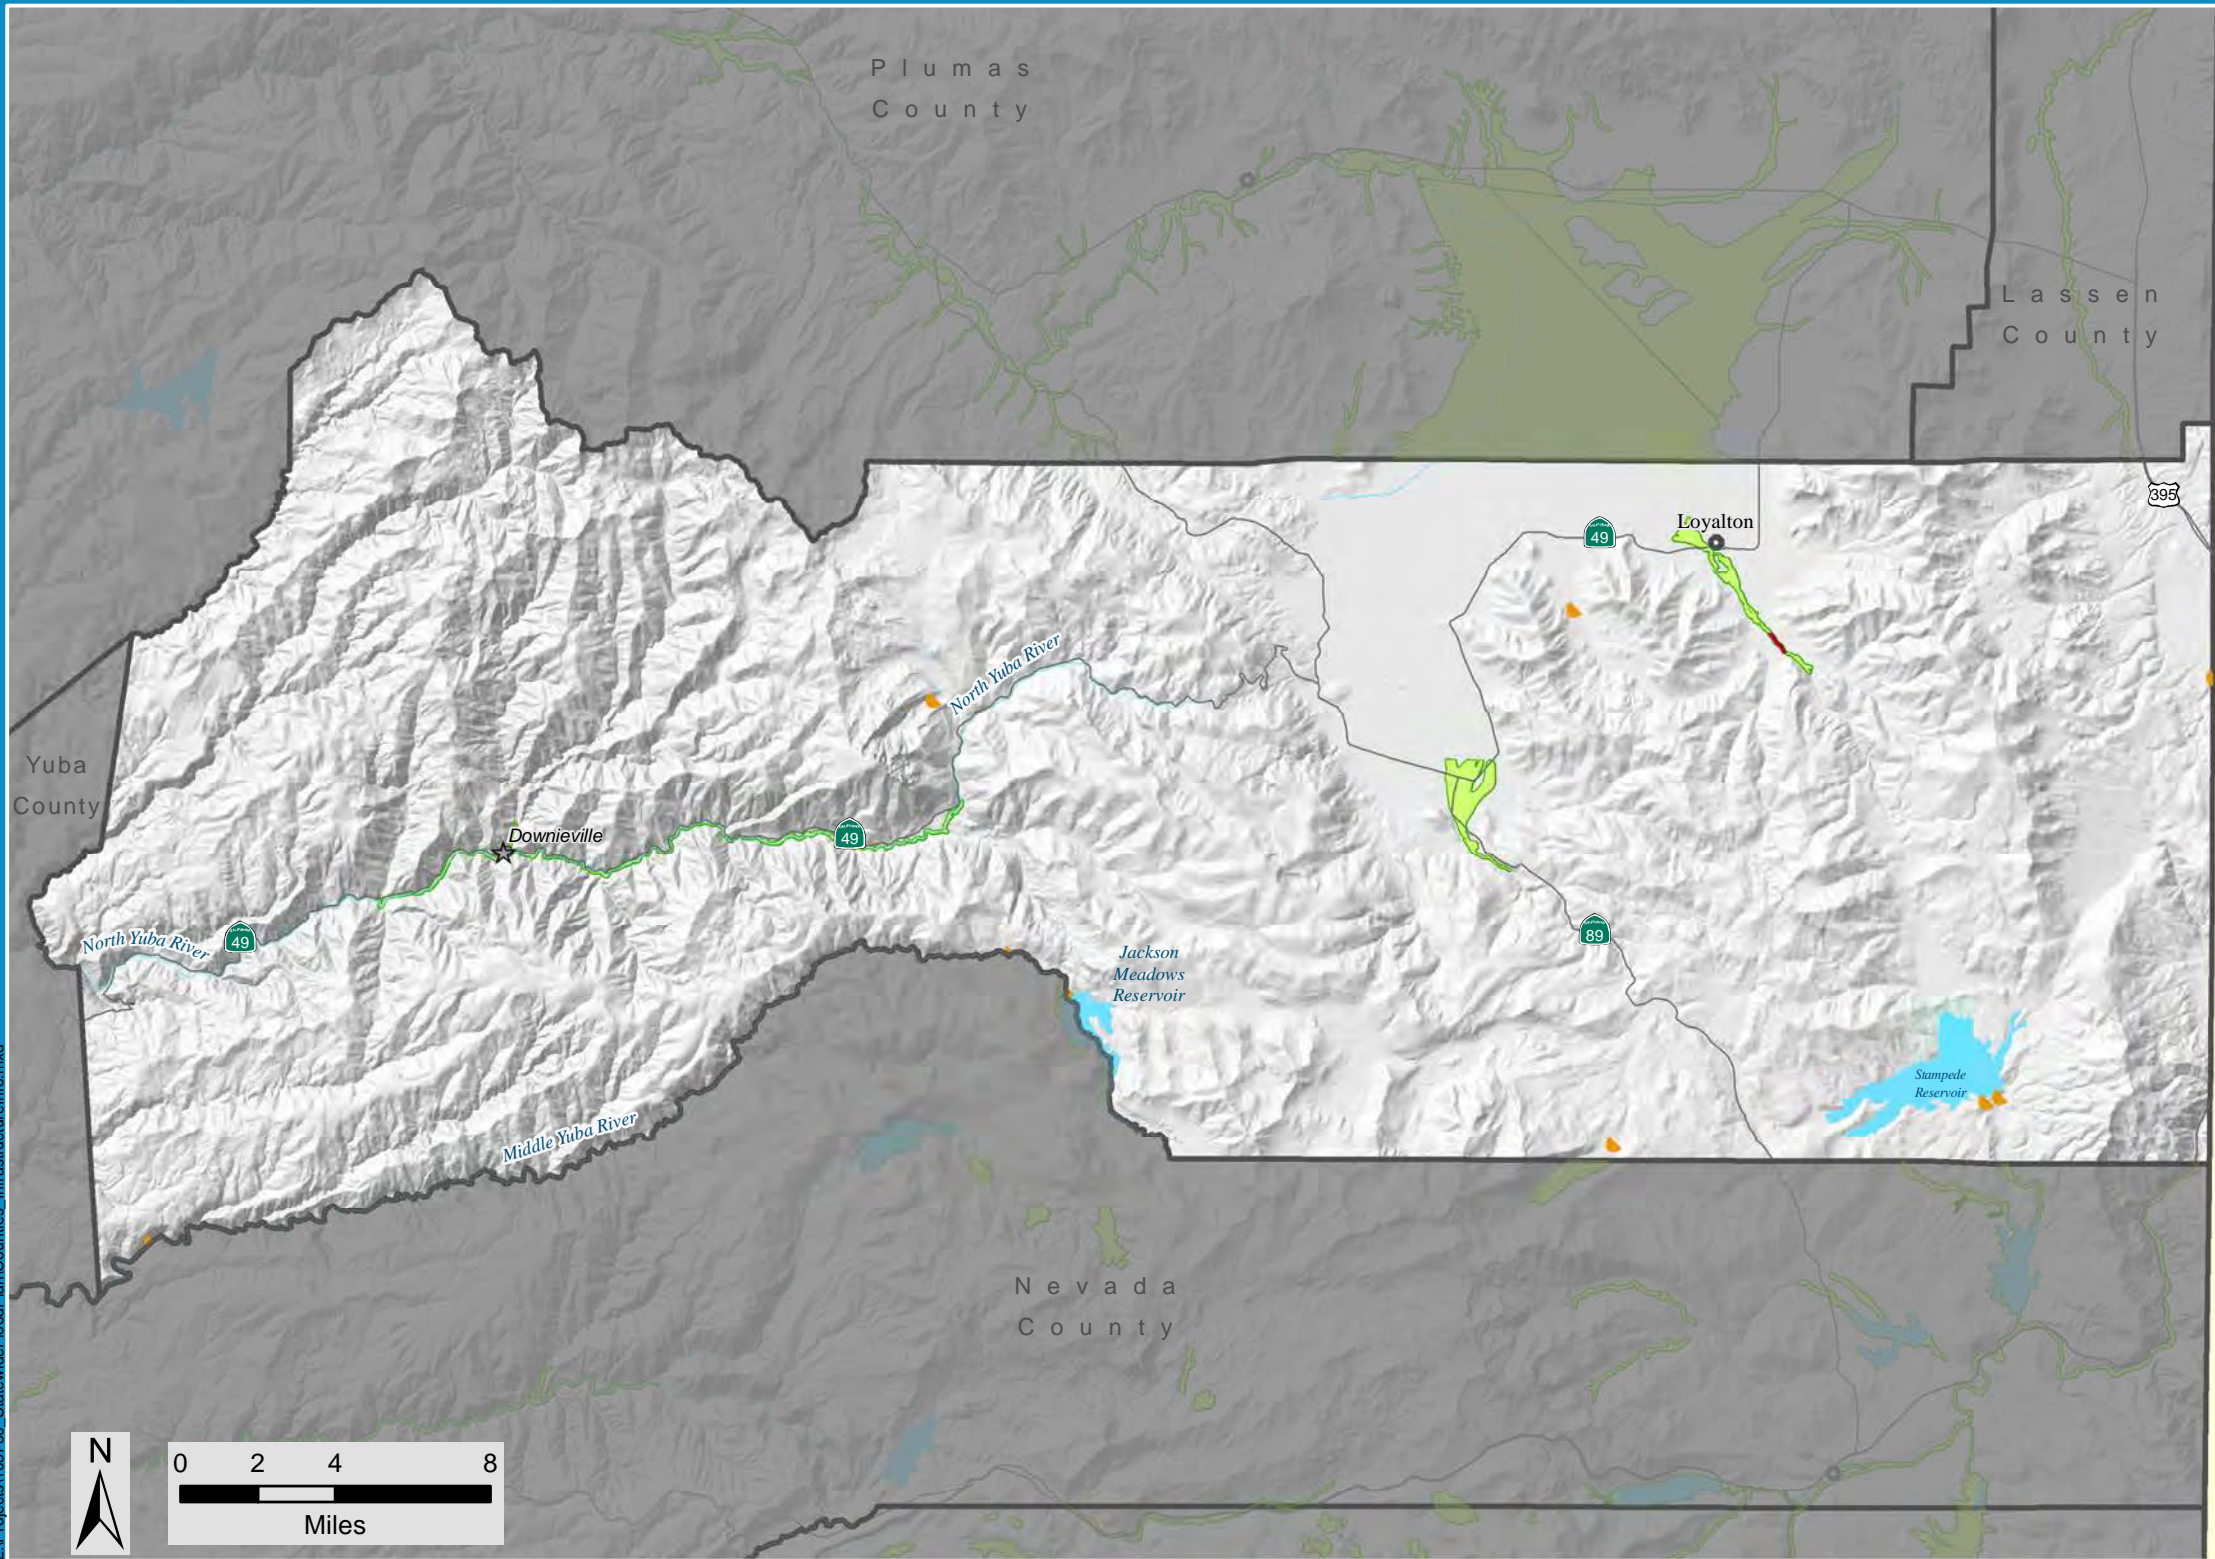 Plumas
County
Lassen
County
395
Loyalton
49
North Yuba River
Yuba
County
Downieville
49
North Yuba River
49
89
Jackson
Meadows
Reservoir
Stampede
Reservoir
Middle Yuba River
Nevada
County
N
0 2 4 8
Miles